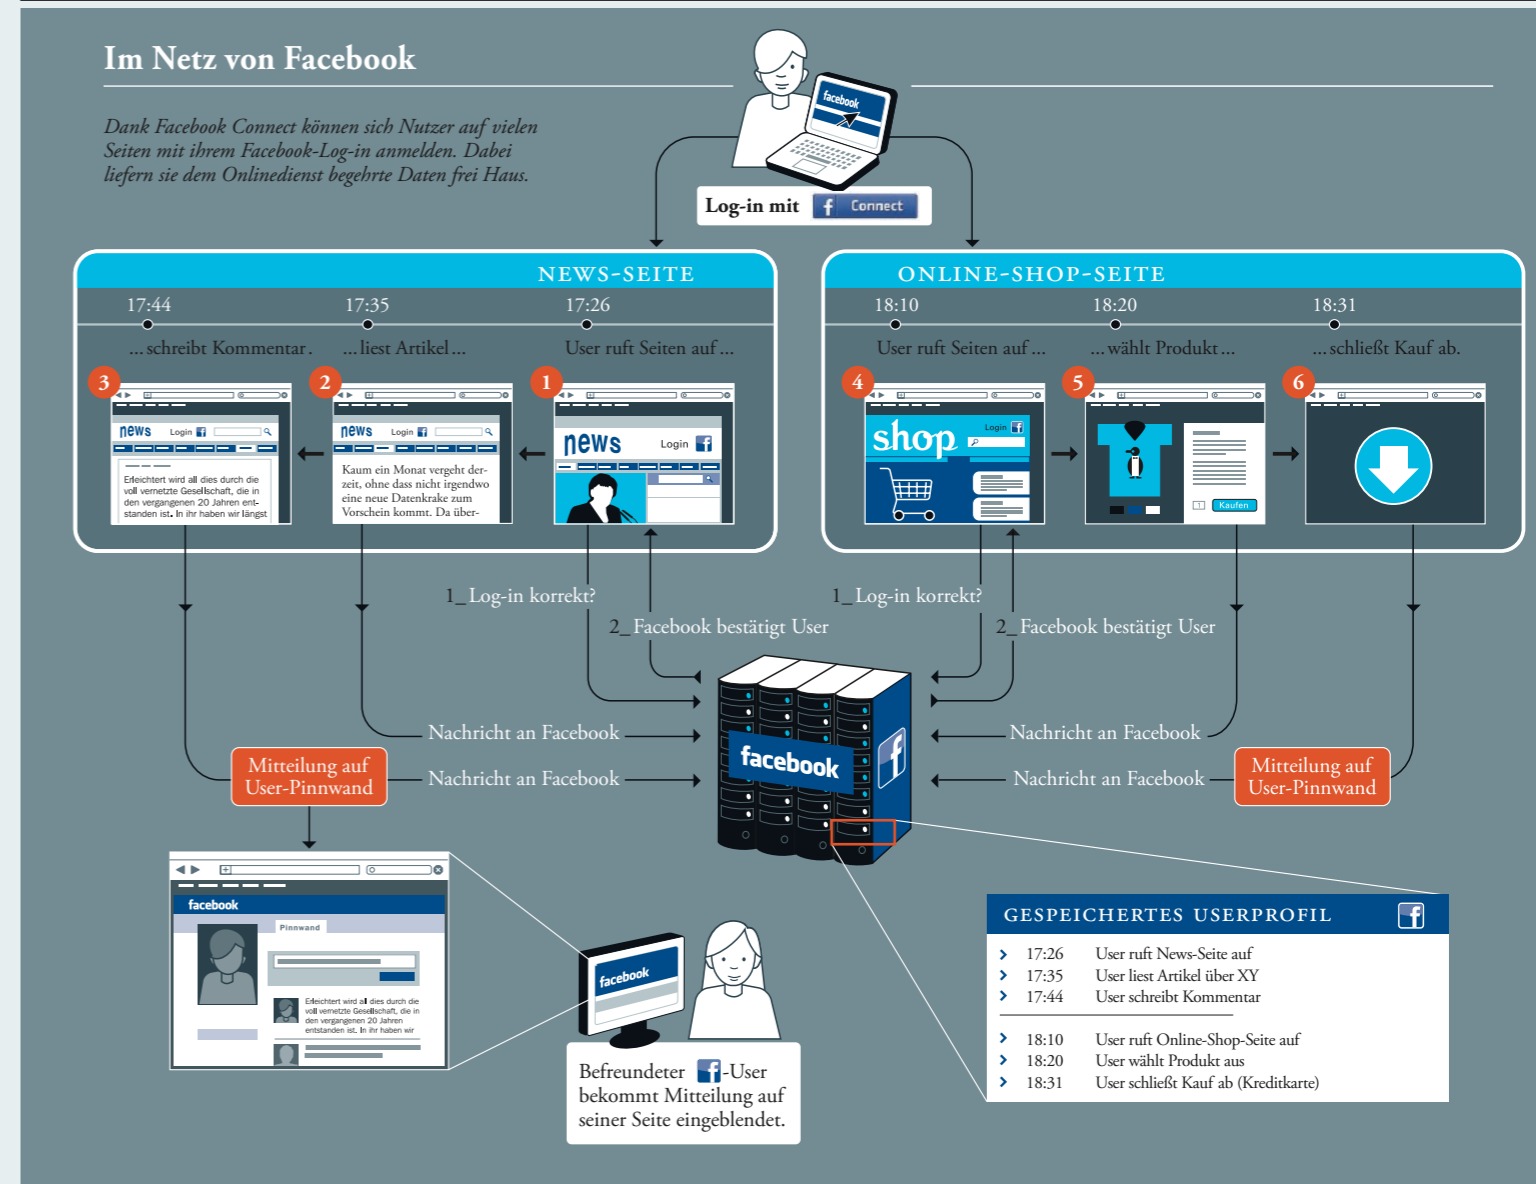 Im Netz von Facebook
Dank Facebook Connect können sich Nutzer auf vielen
Seiten mit ihrem Facebook-Log-in anmelden. Dabei
liefern sie dem Onlinedienst begehrte Daten frei Haus.
facebook
Log-in mit f Connect
NEWS-SEITE
17:44 17:35 17:26
...schreibt Kommentar. ...liest Artikel... User ruft Seiten auf...
3 2 1
news Login f
Erleichtert wird all dies durch die
voll vernetzte Gesellschaft, die in
den vergangenen 20 Jahren ent-
standen ist. In ihr haben wir längst
news Login f
Kaum ein Monat vergeht der-
zeit, ohne dass nicht irgendwo
eine neue Datenkrake zum
Vorschein kommt. Da über-
news Login f
ONLINE-SHOP-SEITE
18:10 18:20 18:31
User ruft Seiten auf... ...wählt Produkt... ...schließt Kauf ab.
4 5 6
shop Login f
1 Kaufen
1_Log-in korrekt?
2_Facebook bestätigt User
1_Log-in korrekt?
2_Facebook bestätigt User
Nachricht an Facebook
Nachricht an Facebook
Mitteilung auf
User-Pinnwand
facebook f
Nachricht an Facebook
Nachricht an Facebook
Mitteilung auf
User-Pinnwand
facebook
Pinnwand
Erleichtert wird all dies durch die
voll vernetzte Gesellschaft, die in
den vergangenen 20 Jahren
entstanden ist. In ihr haben wir
facebook
Befreundeter f-User
bekommt Mitteilung auf
seiner Seite eingeblendet.
GESPEICHERTES USERPROFIL f
17:26 User ruft News-Seite auf
17:35 User liest Artikel über XY
17:44 User schreibt Kommentar
18:10 User ruft Online-Shop-Seite auf
18:20 User wählt Produkt aus
18:31 User schließt Kauf ab (Kreditkarte)